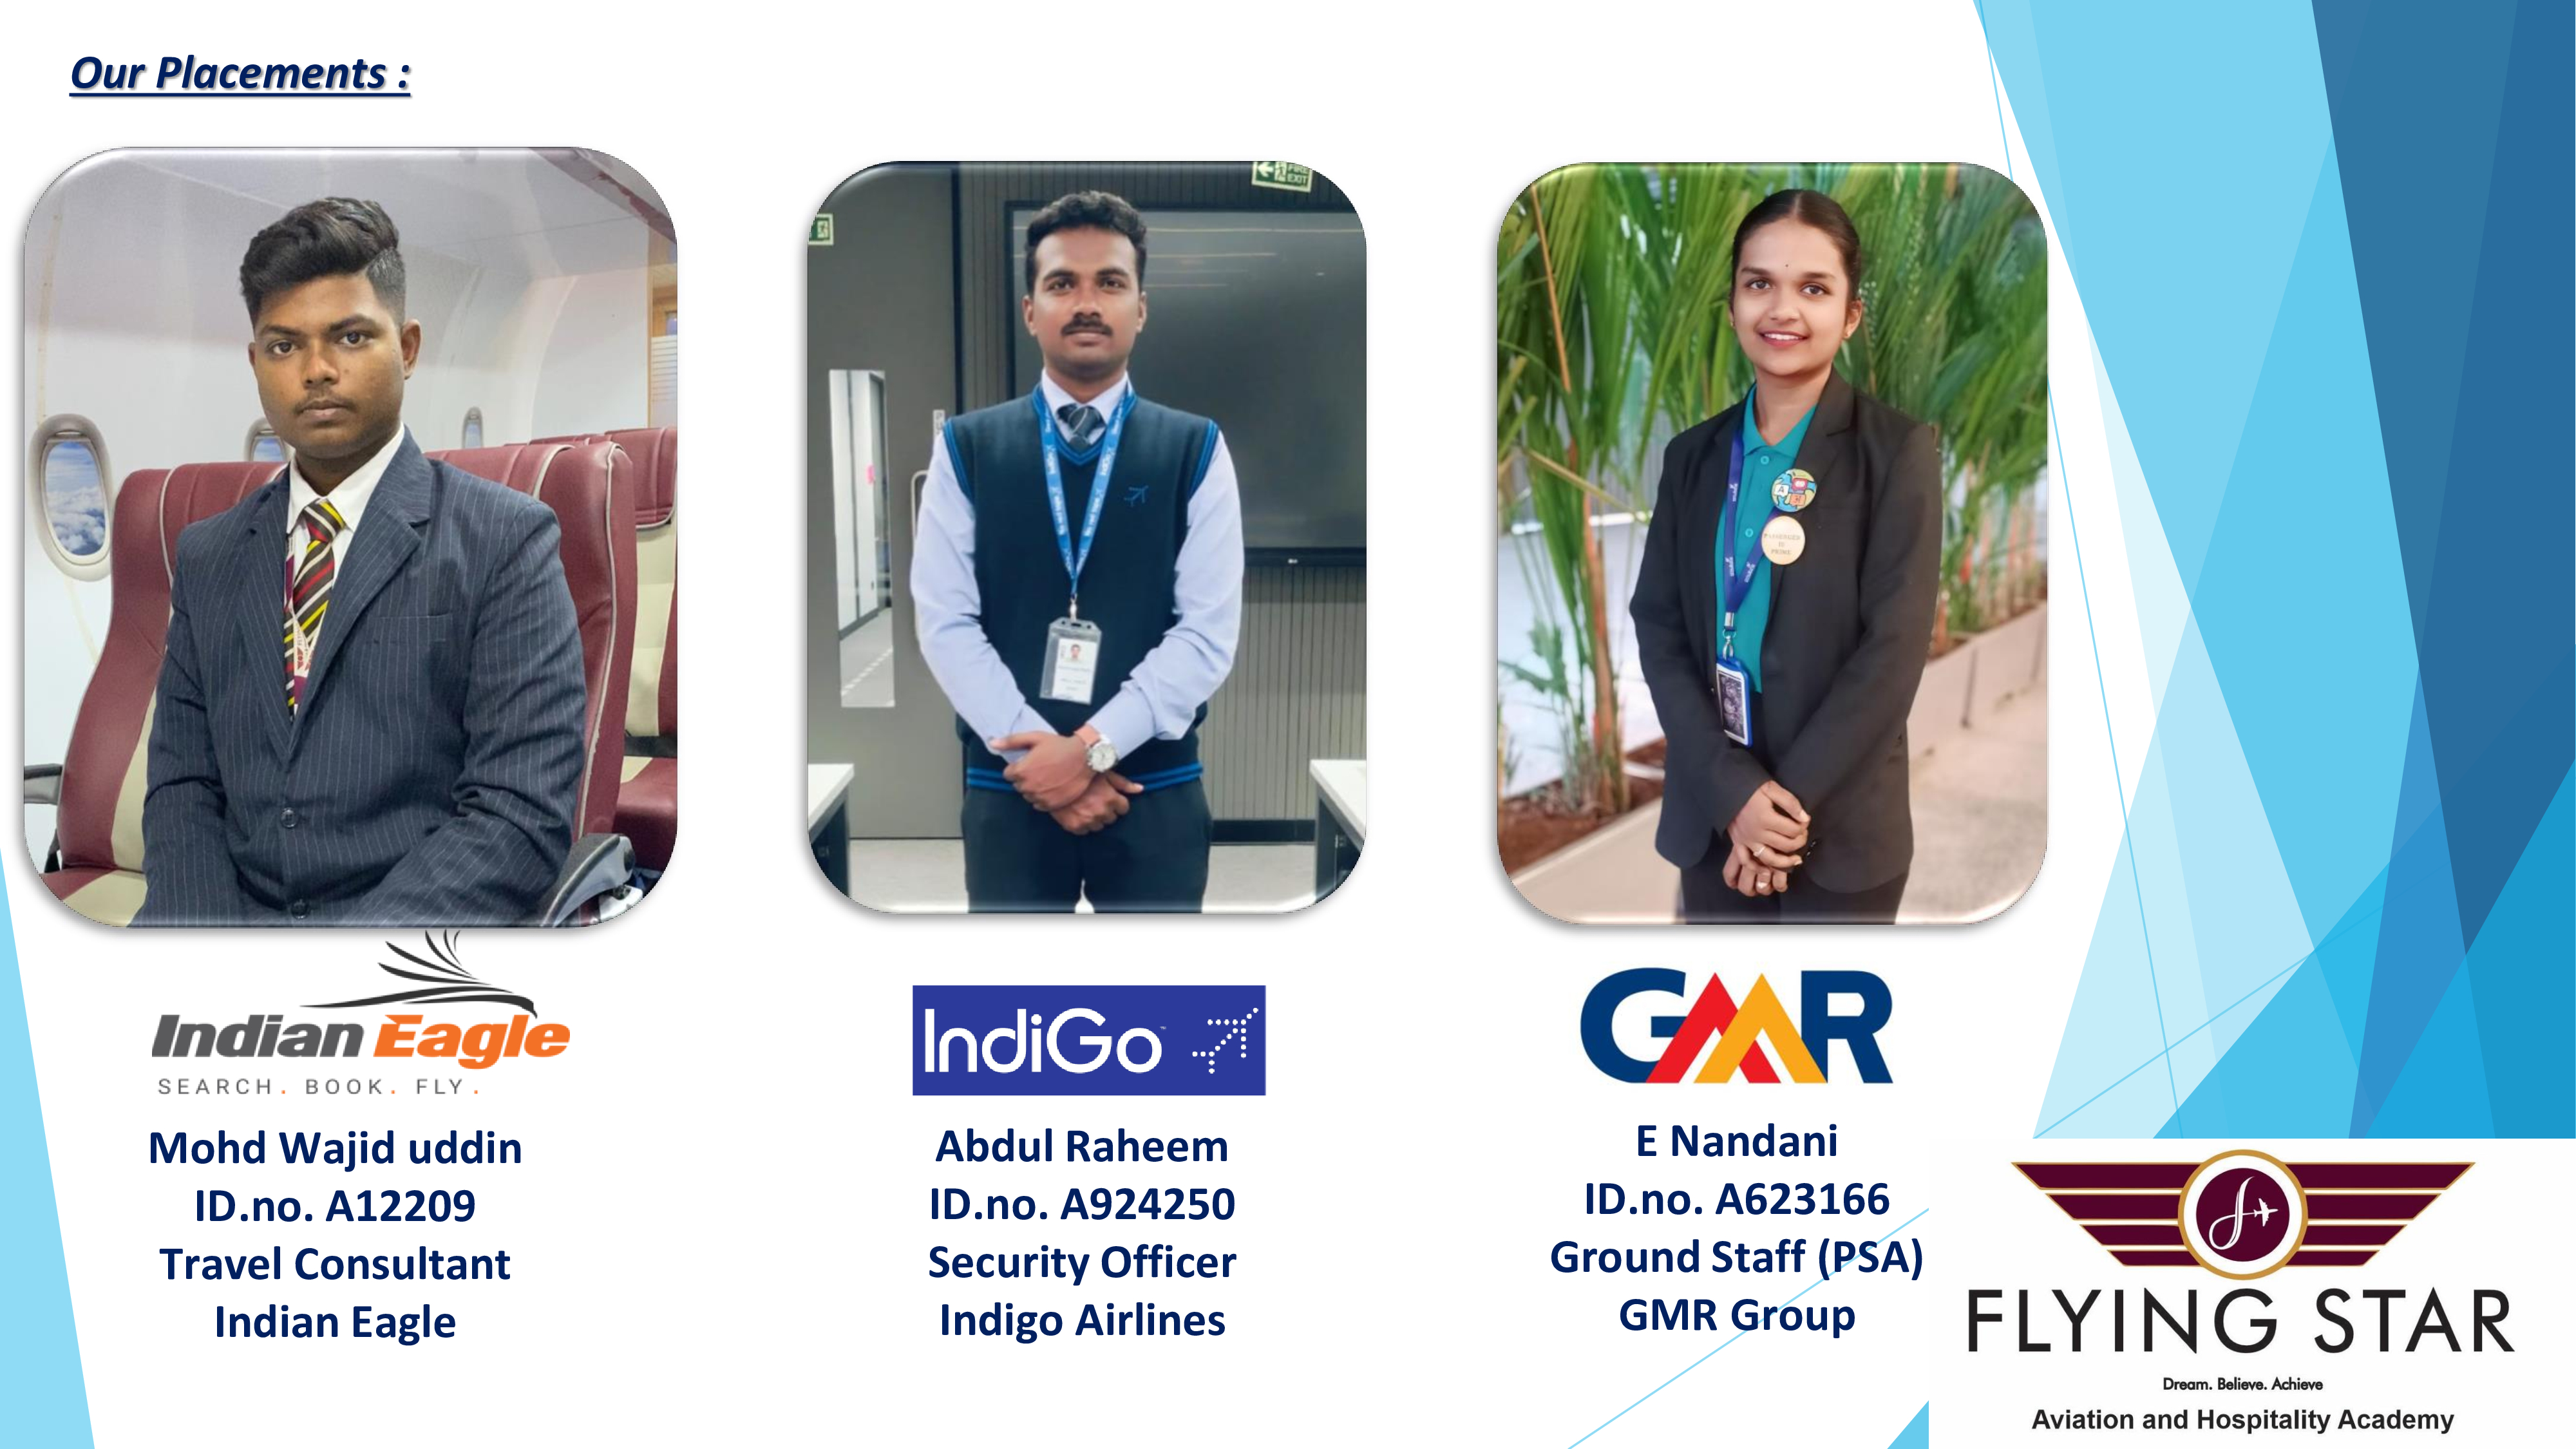 Our Placements :
FIRE
EXIT
Indian Eagle
SEARCH. BOOK. FLY.
Mohd Wajid uddin
ID.no. A12209
Travel Consultant
Indian Eagle
IndiGo
Abdul Raheem
ID.no. A924250
Security Officer
Indigo Airlines
GMR
E Nandani
ID.no. A623166
Ground Staff (PSA)
GMR Group
FLYING STAR
Dream. Believe. Achieve
Aviation and Hospitality Academy